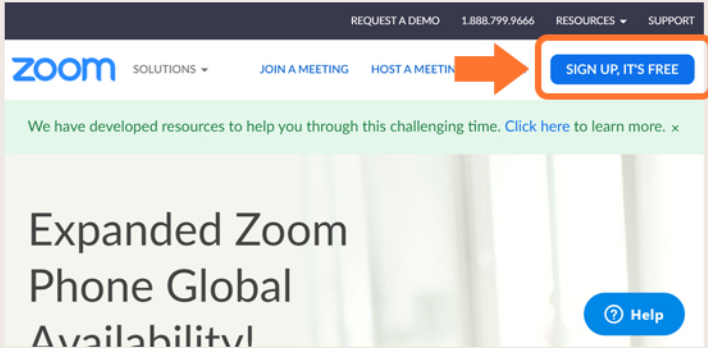 REQUEST A DEMO 1.888.799.9666 RESOURCES SUPPORT
zoom SOLUTIONS JOIN A MEETING HOST A SIGN UP, IT'S FREE
We have developed resources to help you through this challenging time. Click here to learn more. ×
Expanded Zoom
Phone Global
Availability!
Help